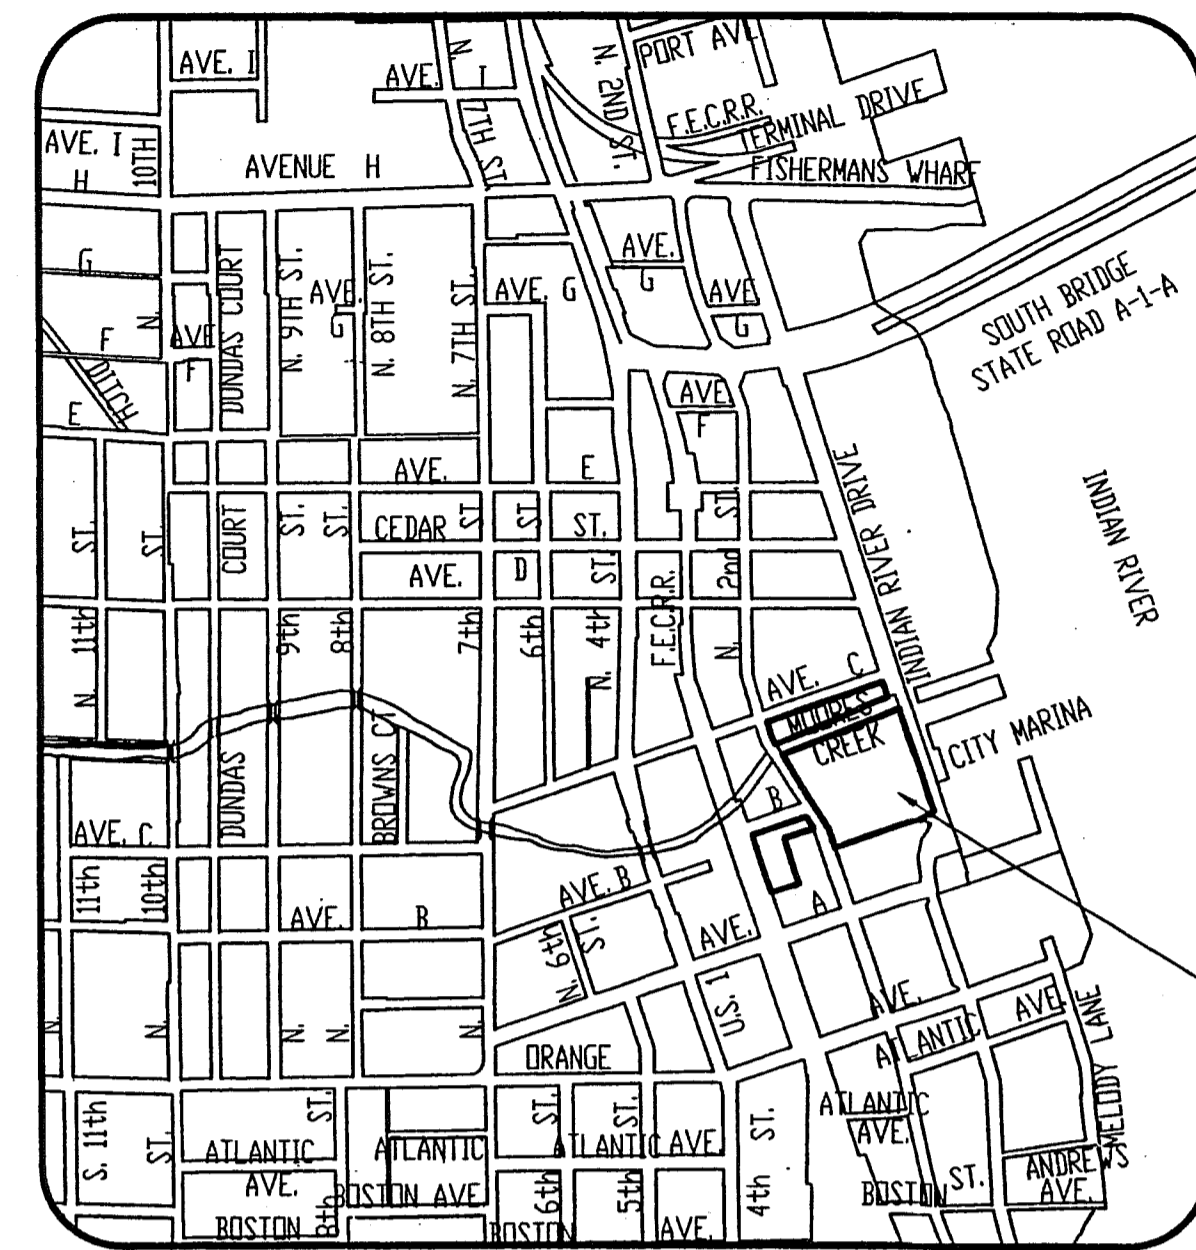 AVE. I
AVE. I
N. 7TH ST.
N. 2ND ST.
PORT AVE
F.E.C.R.R.
TERMINAL DRIVE
AVE. I
H
10TH
AVENUE H
FISHERMANS WHARF
G
N.
F
DITCH
E
AVE
F
DUNDAS COURT
N. 9TH ST.
AVE.
G
N. 8TH ST.
N. 7TH ST.
AVE. G
AVE.
G
AVE
G
SOUTH BRIDGE
STATE ROAD A-1-A
AVE
F
AVE. E
INDIAN RIVER DRIVE
INDIAN RIVER
ST.
ST.
COURT
ST.
ST.
CEDAR ST.
ST
ST
ST.
AVE. D
ST.
N. 11th
9th
8th
7th
6th
N. 4th
F.E.C.R.R.
N. 2nd
AVE. C
MOORES
CREEK
CITY MARINA
DUNDAS
BROWNS CT
B
AVE. C
11th
10th
AVE. B
AVE. B
A
N. 6th
ST.
AVE.
U.S. 1
N.
N.
N.
N.
N.
ORANGE
AVE.
ATLANTIC
AVE
MELODY LANE
S. 11th
ST.
ST.
ST.
ST.
ST.
ATLANTIC
AVE.
ATLANTIC
ATLANTIC AVE.
ATLANTIC
AVE.
BOSTON
8th
BOSTON AVE
BOSTON
6th
5th
AVE.
4th
BOSTON
ST.
ANDREWS
AVE.